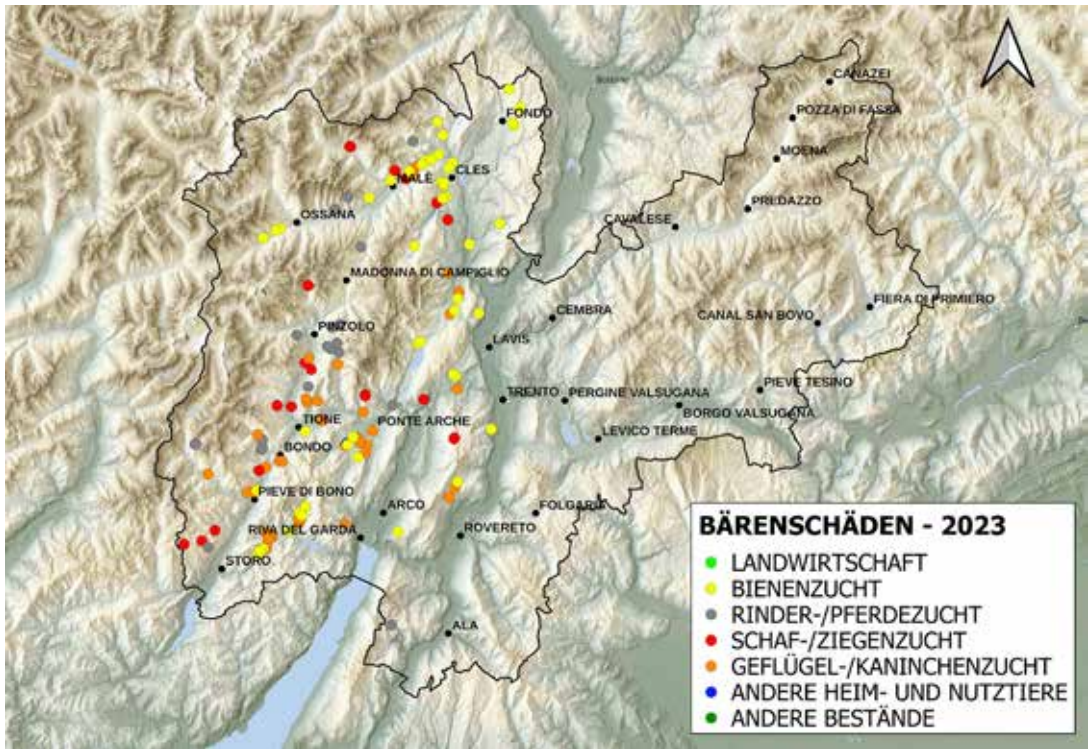 CANAZEI
POZZA DI FASSA
FONDO
MOENA
CLES
MALÈ
PREDAZZO
OSSANA
CAVALESE
MADONNA DI CAMPIGLIO
FIERA DI PRIMIERO
CEMBRA
CANAL SAN BOVO
PINZOLO
LAVIS
PIEVE TESINO
TRENTO
PERGINE VALSUGANA
BORGO VALSUGANA
PONTE ARCHE
TIONE
LEVICO TERME
BONDO
PIEVE DI BONO
ARCO
FOLGARIA
RIVA DEL GARDA
ROVERETO
STORO
ALA
BÄRENSCHÄDEN - 2023
LANDWIRTSCHAFT
BIENENZUCHT
RINDER-/PFERDEZUCHT
SCHAF-/ZIEGENZUCHT
GEFLÜGEL-/KANINCHENZUCHT
ANDERE HEIM- UND NUTZTIERE
ANDERE BESTÄNDE